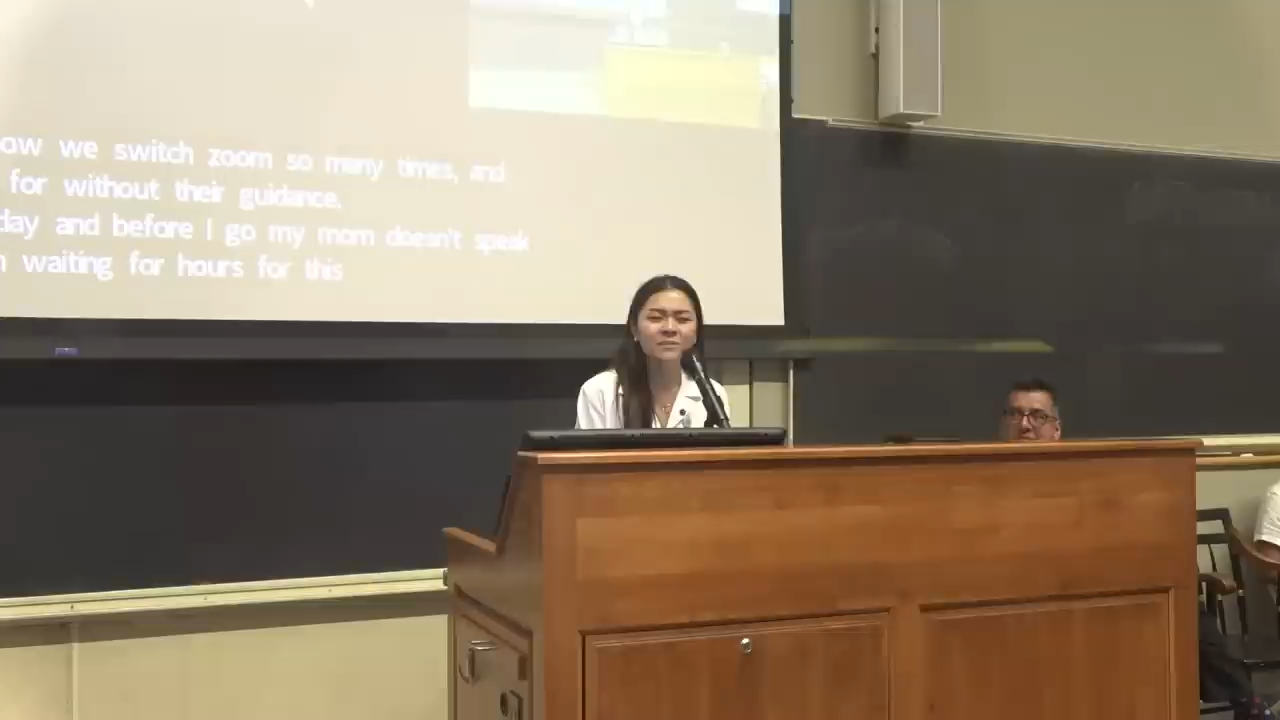 ow we switch zoom so many times, and
for without their guidance.
day and before I go my mom doesn't speak
waiting for hours for this